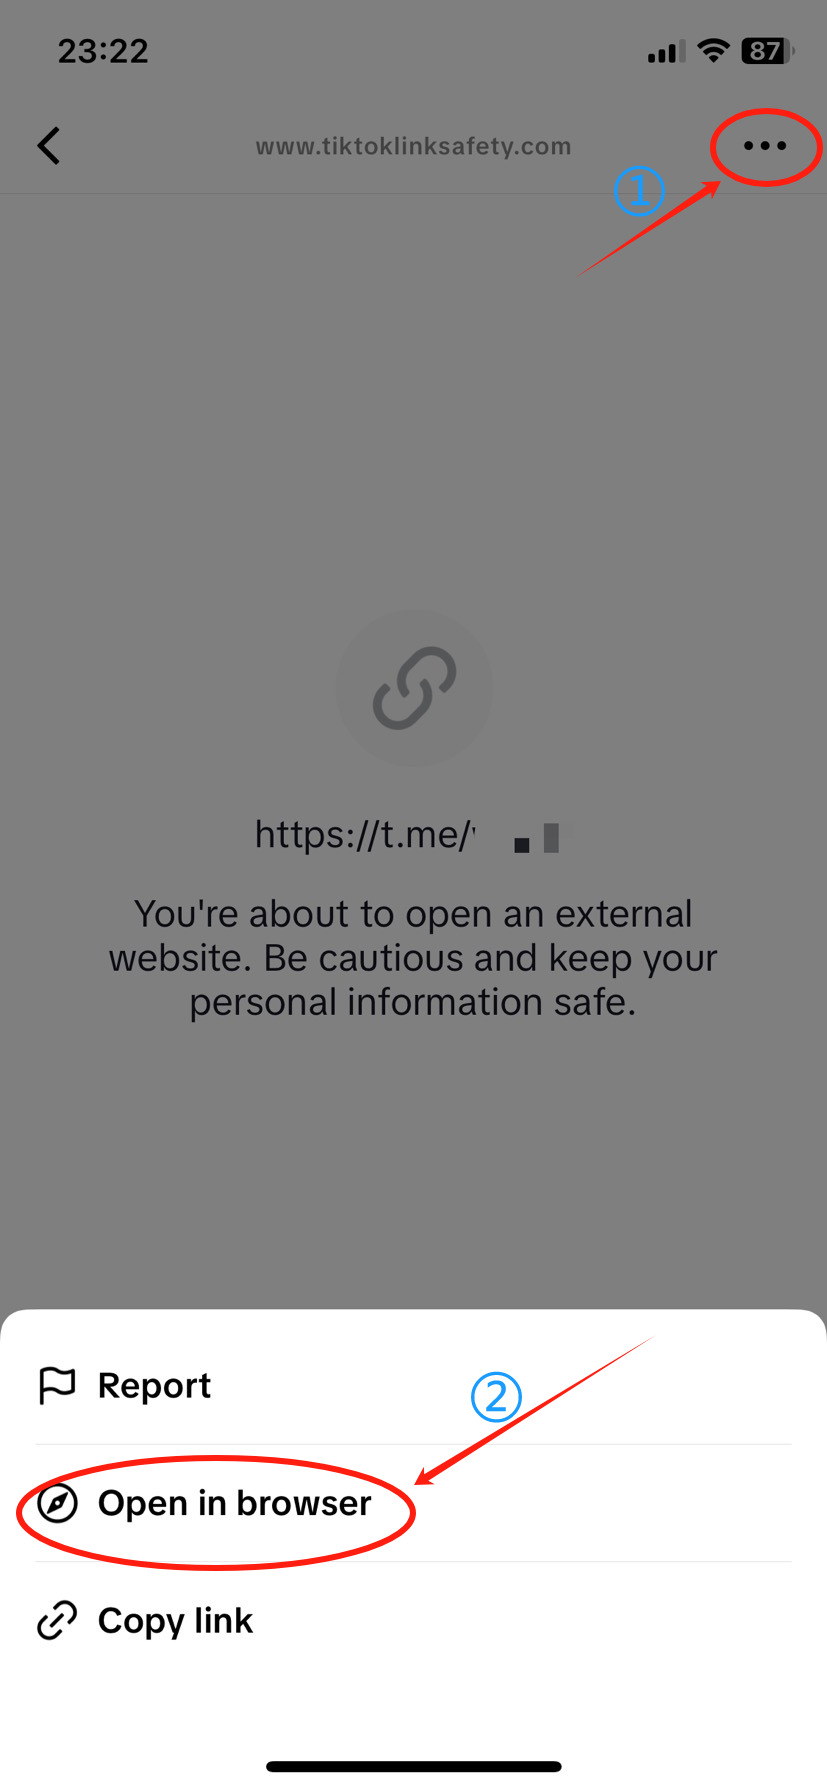 23:22
87
www.tiktoklinksafety.com
①
https://t.me/
You're about to open an external
website. Be cautious and keep your
personal information safe.
Report
②
Open in browser
Copy link